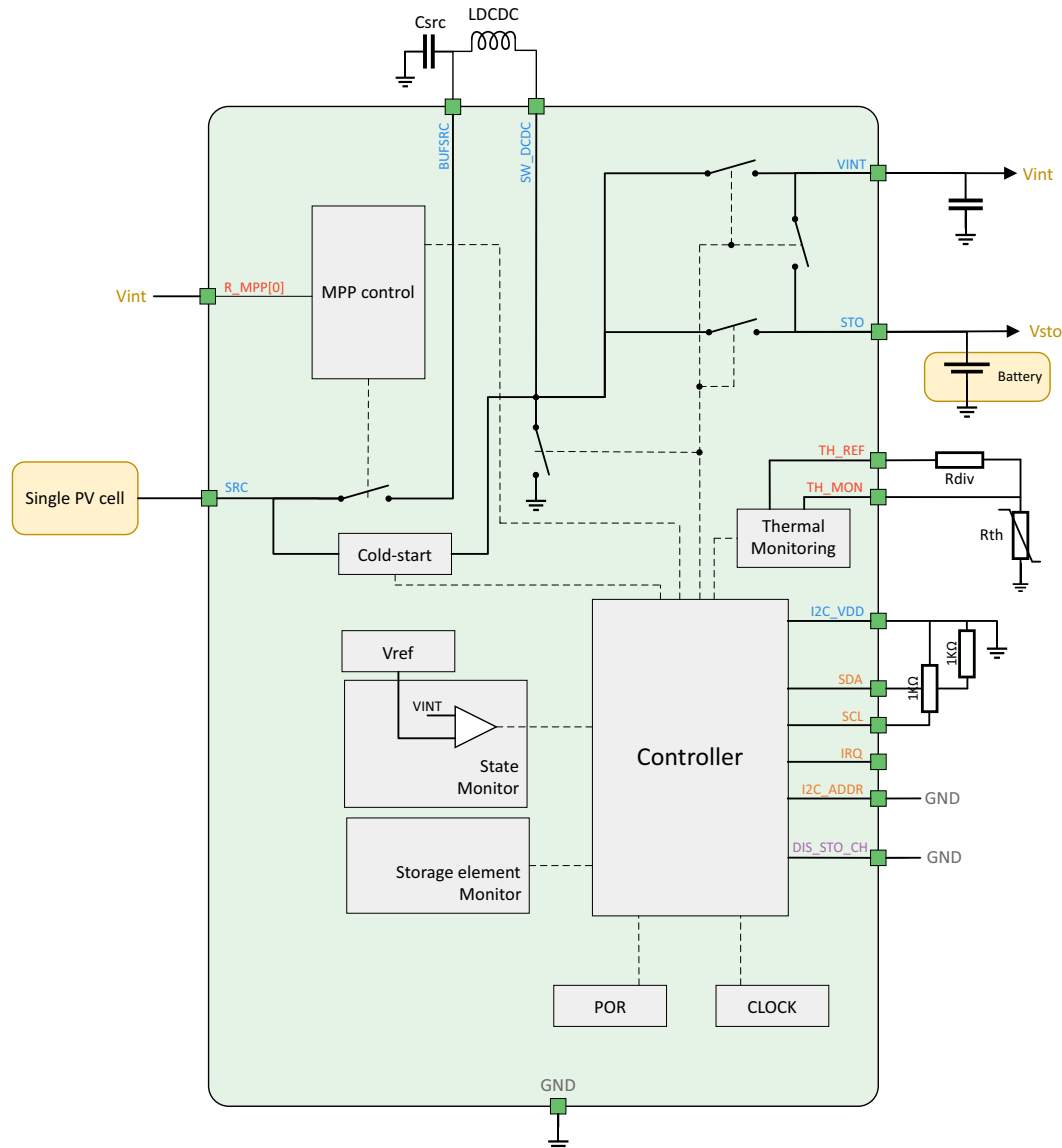 LDCDC
Csrc
BUFSRC
SW_DCDC
VINT
Vint
MPP control
R_MPP[0]
Vint
STO
Vsto
Battery
TH_REF
Rdiv
Single PV cell
SRC
TH_MON
Thermal
Monitoring
Rth
Cold-start
I2C_VDD
1KΩ
1KΩ
Vref
SDA
VINT
SCL
Controller
State
Monitor
IRQ
I2C_ADDR
GND
DIS_STO_CH
GND
Storage element
Monitor
POR
CLOCK
GND